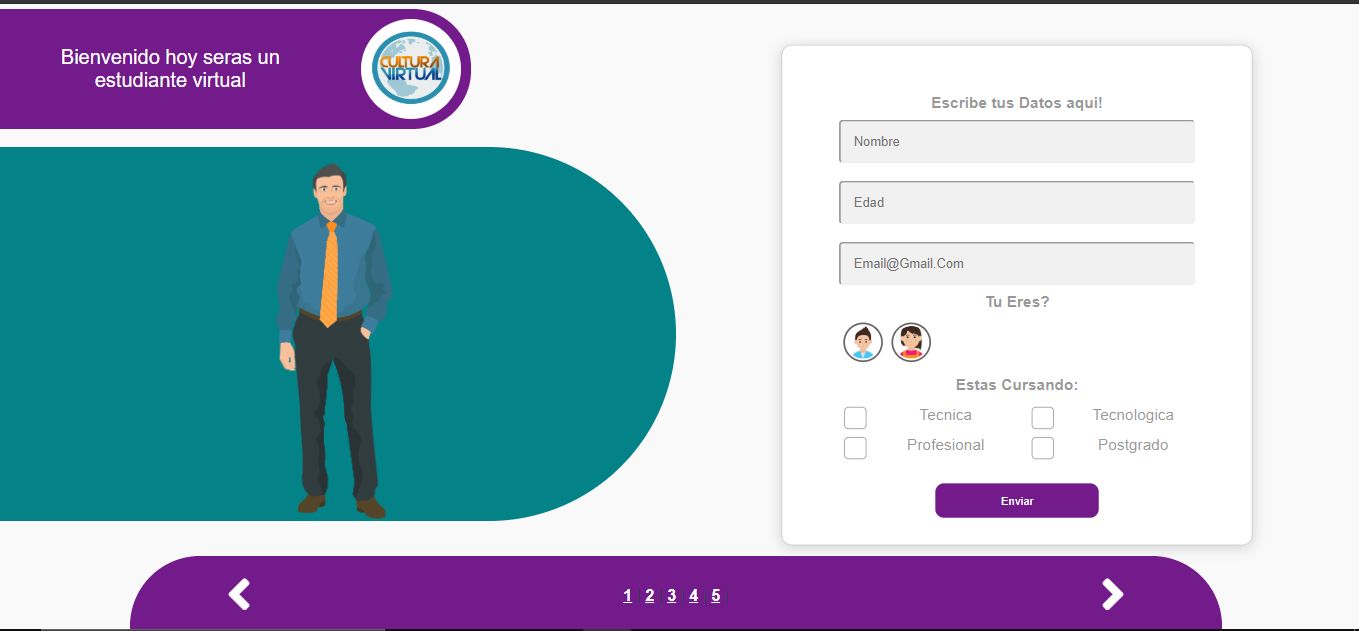 Bienvenido hoy seras un
estudiante virtual
CULTURA
VIRTUAL
Escribe tus Datos aqui!
Nombre
Edad
Email@Gmail.Com
Tu Eres?
Estas Cursando:
Tecnica
Tecnologica
Profesional
Postgrado
Enviar
1 2 3 4 5